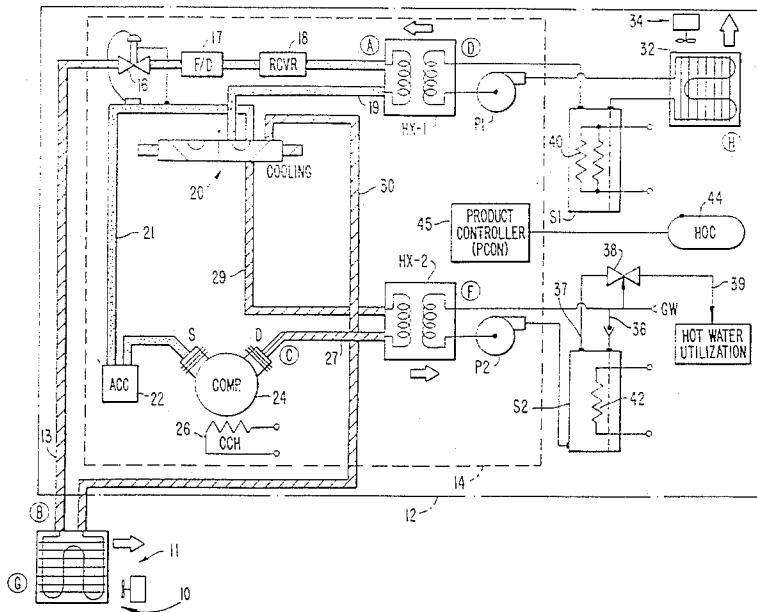 34
32
A
D
17
18
F/D
RCVR
16
19
HX-1
P1
H
40
S1
20
COOLING
30
21
29
45
PRODUCT
CONTROLLER
(PCON)
44
HOC
HX-2
38
F
37
GW
39
36
S
D
C
27
P2
HOT WATER
UTILIZATION
ACC
22
COMP.
24
S2
42
26
CCH
13
14
B
12
11
G
10